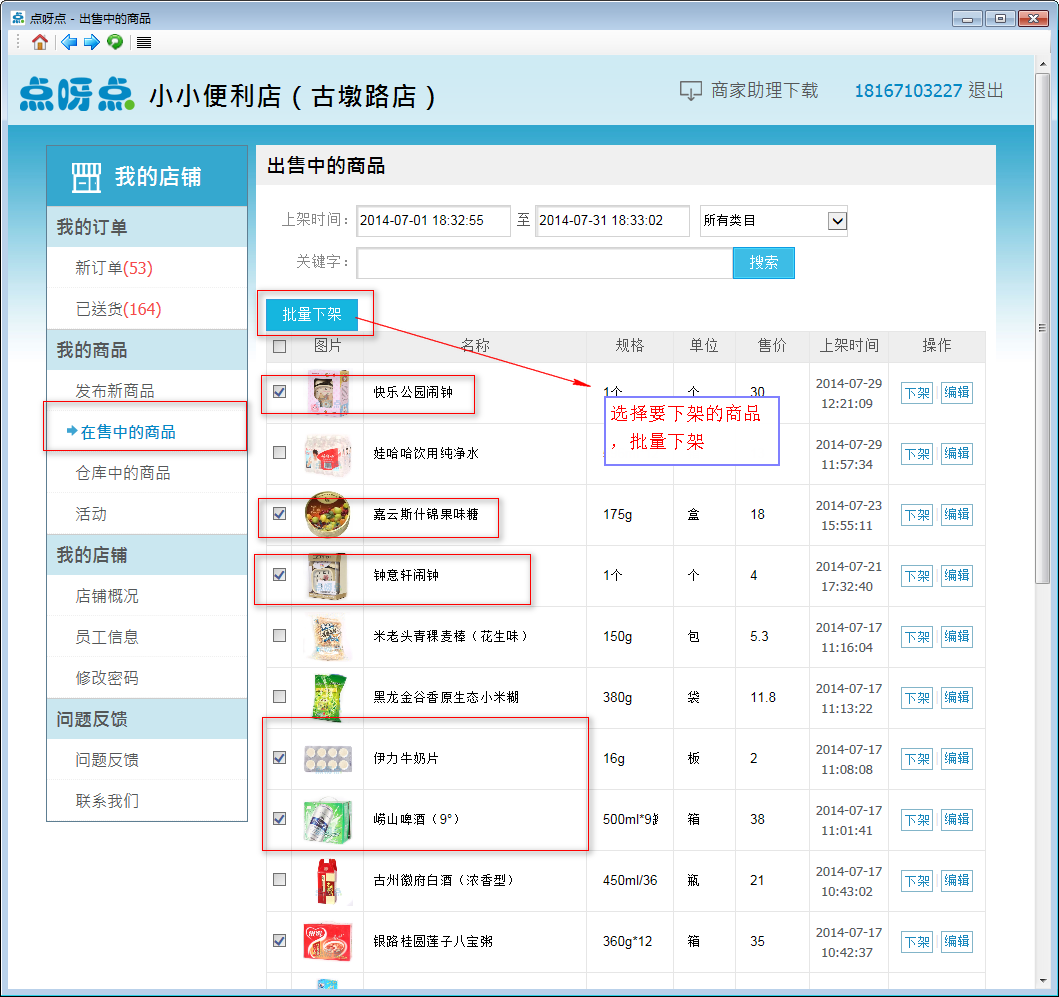 点呀点 - 出售中的商品
点呀点 小小便利店（古墩路店） 商家助理下载 18167103227 退出
我的店铺
我的订单
新订单(53)
已送货(164)
我的商品
发布新商品
在售中的商品
仓库中的商品
活动
我的店铺
店铺概况
员工信息
修改密码
问题反馈
问题反馈
联系我们
出售中的商品
上架时间： 2014-07-01 18:32:55 至 2014-07-31 18:33:02 所有类目
关键字： 搜索
批量下架
图片 名称 规格 单位 售价 上架时间 操作
快乐公园闹钟 1个 个 30 2014-07-29 12:21:09 下架 编辑
选择要下架的商品
，批量下架
娃哈哈饮用纯净水 2014-07-29 11:57:34 下架 编辑
嘉云斯什锦果味糖 175g 盒 18 2014-07-23 15:55:11 下架 编辑
钟意轩闹钟 1个 个 4 2014-07-21 17:32:40 下架 编辑
米老头青稞麦棒（花生味） 150g 包 5.3 2014-07-17 11:16:04 下架 编辑
黑龙金谷香原生态小米糊 380g 袋 11.8 2014-07-17 11:13:22 下架 编辑
伊力牛奶片 16g 板 2 2014-07-17 11:08:08 下架 编辑
崂山啤酒（9°） 500ml*9 箱 38 2014-07-17 11:01:41 下架 编辑
古州徽府白酒（浓香型） 450ml/36 瓶 21 2014-07-17 10:43:02 下架 编辑
银路桂圆莲子八宝粥 360g*12 箱 35 2014-07-17 10:42:37 下架 编辑